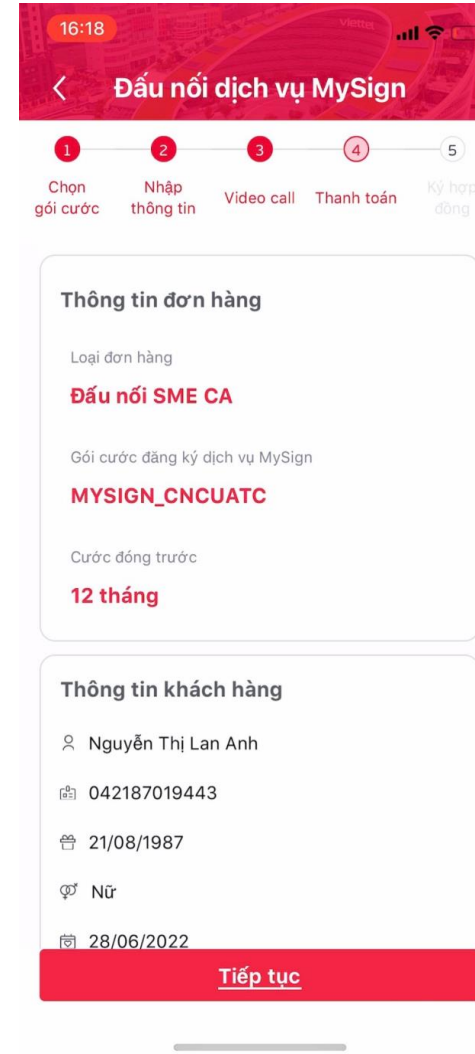 16:18
viettel
Đấu nối dịch vụ MySign
1 2 3 4 5
Chọn gói cước
Nhập thông tin
Video call
Thanh toán
Ký hợp đồng
Thông tin đơn hàng
Loại đơn hàng
Đấu nối SME CA
Gói cước đăng ký dịch vụ MySign
MYSIGN_CNCUATC
Cước đóng trước
12 tháng
Thông tin khách hàng
Nguyễn Thị Lan Anh
042187019443
21/08/1987
Nữ
28/06/2022
Tiếp tục